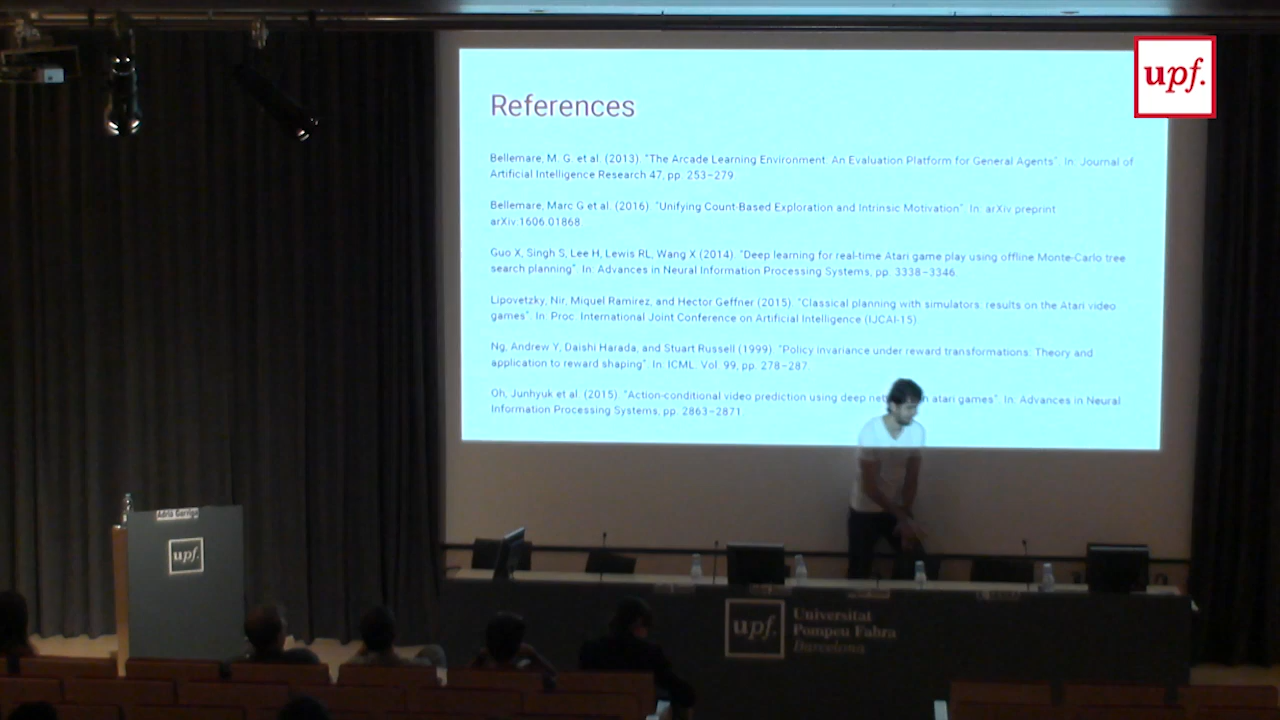 upf.
References
Bellemare, M. G. et al. (2013). "The Arcade Learning Environment: An Evaluation Platform for General Agents". In: Journal of
Artificial Intelligence Research 47, pp. 253–279.
Bellemare, Marc G et al. (2016). "Unifying Count-Based Exploration and Intrinsic Motivation". In: arXiv preprint
arXiv:1606.01868.
Guo X, Singh S, Lee H, Lewis RL, Wang X (2014). "Deep learning for real-time Atari game play using offline Monte-Carlo tree
search planning". In: Advances in Neural Information Processing Systems, pp. 3338–3346.
Lipovetzky, Nir, Miquel Ramirez, and Hector Geffner (2015). "Classical planning with simulators: results on the Atari video
games". In: Proc. International Joint Conference on Artificial Intelligence (IJCAI-15).
Ng, Andrew Y, Daishi Harada, and Stuart Russell (1999). "Policy invariance under reward transformations: Theory and
application to reward shaping". In: ICML. Vol. 99, pp. 278–287.
Oh, Junhyuk et al. (2015). "Action-conditional video prediction using deep atari games". In: Advances in Neural
Information Processing Systems, pp. 2863–2871.
Adrià Garriga
upf.
upf.
Universitat
Pompeu Fabra
Barcelona